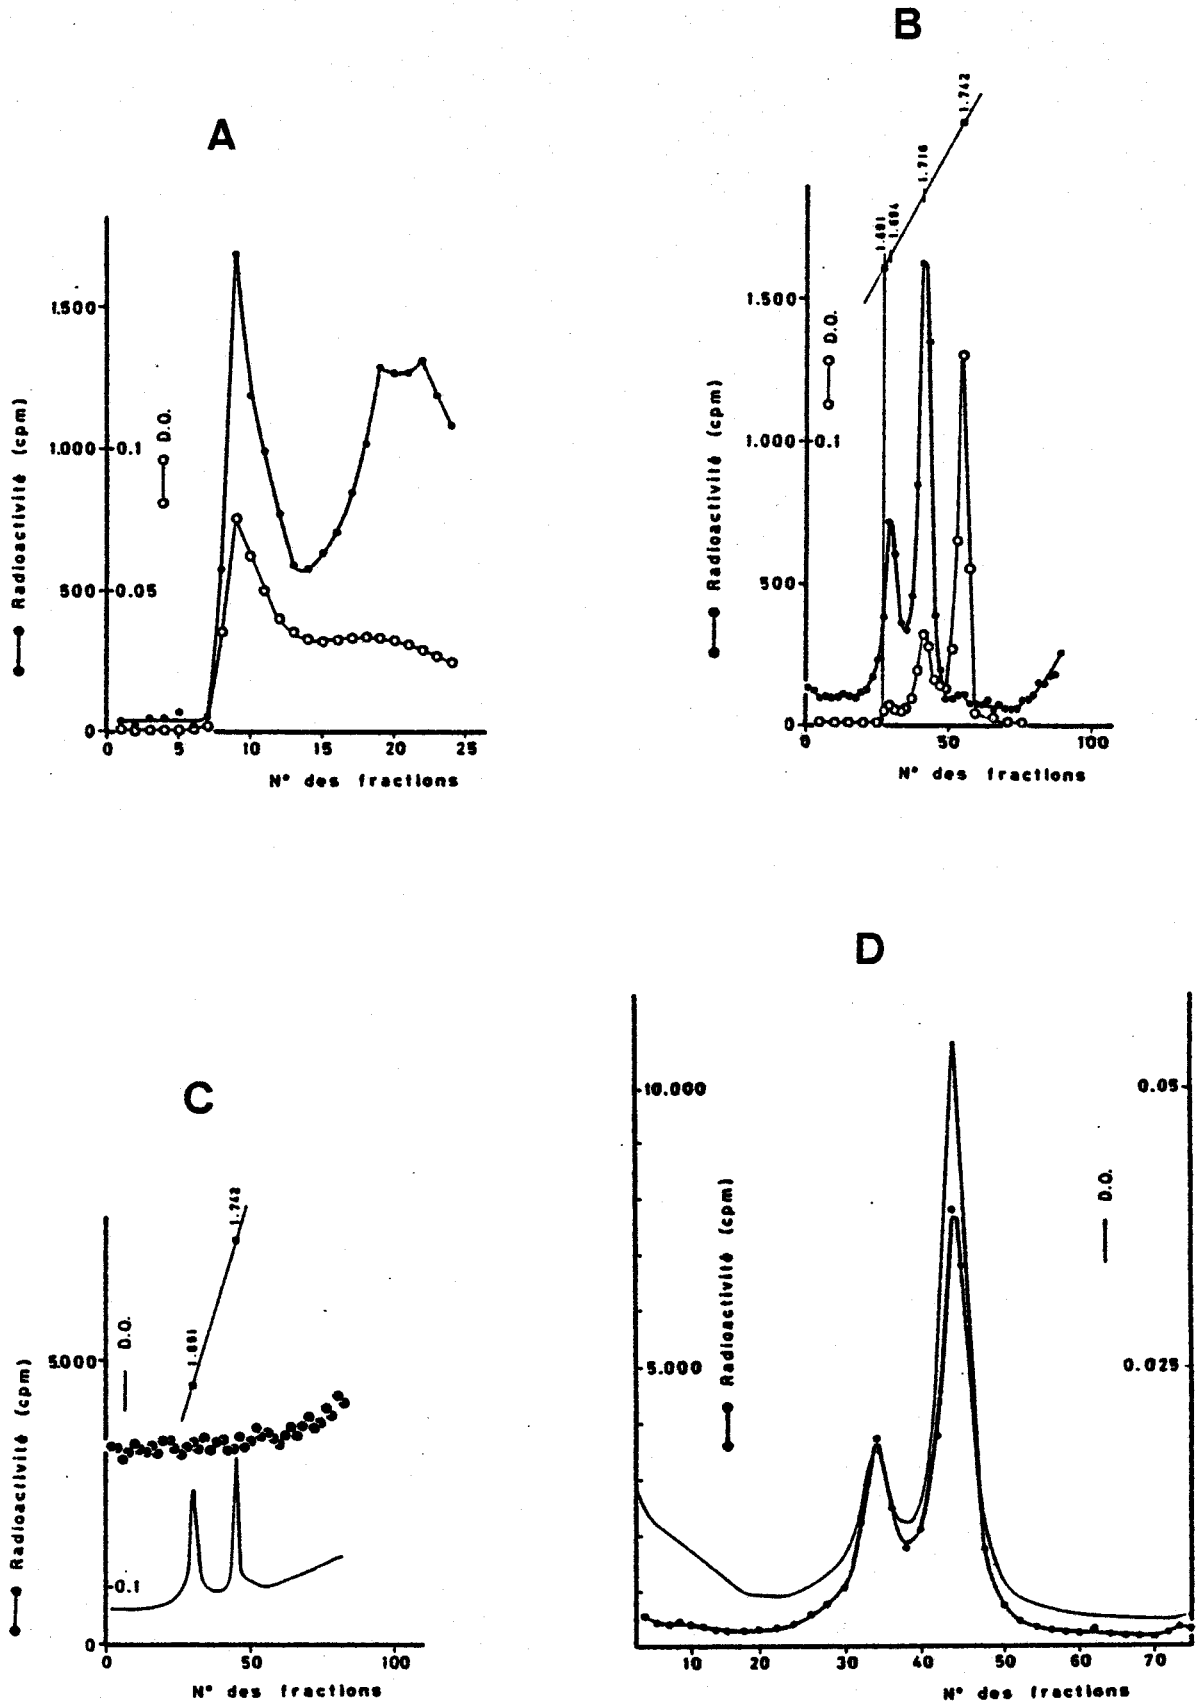 A
1.500
1.000
500
0
0.1
0.05
Radioactivité (cpm)
D.O.
0 5 10 15 20 25
N° des fractions
B
1.742
1.716
1.694
1.691
1.500
1.000
500
0
0.1
Radioactivité (cpm)
D.O.
0 50 100
N° des fractions
C
1.742
1.691
5.000
0
0.1
Radioactivité (cpm)
D.O.
0 50 100
N° des fractions
D
10.000
5.000
0.05
0.025
Radioactivité (cpm)
D.O.
10 20 30 40 50 60 70
N° des fractions